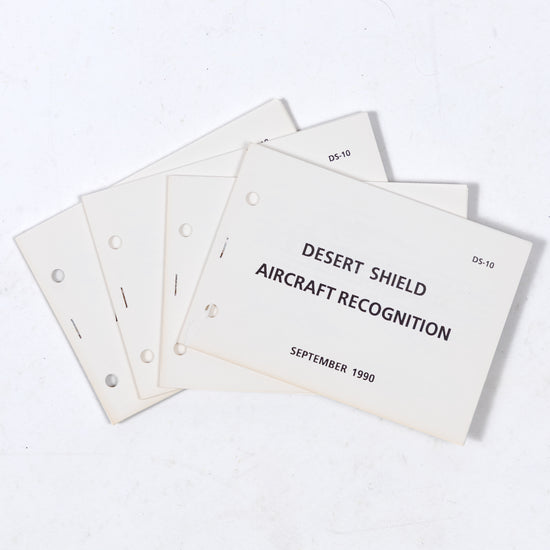 DS-10
DS-10
DESERT SHIELD
AIRCRAFT RECOGNITION
SEPTEMBER 1990